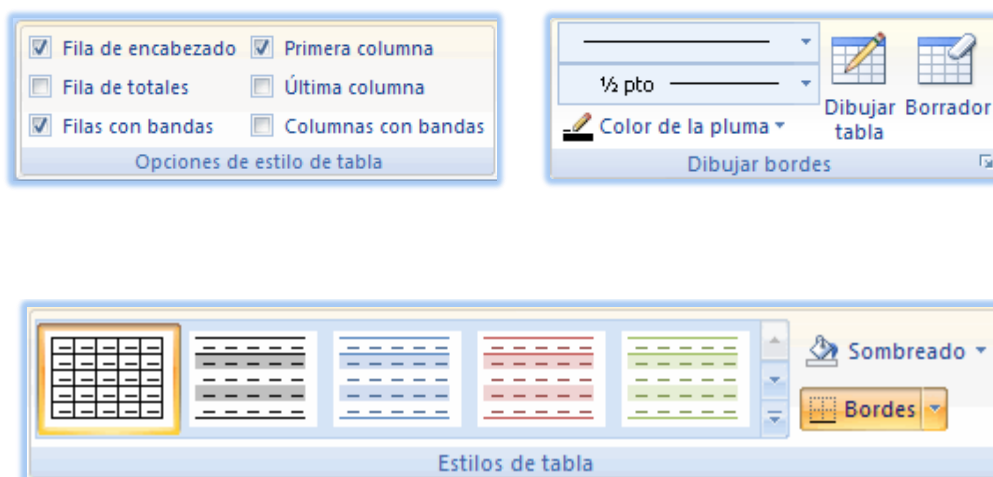 Fila de encabezado Primera columna
Fila de totales Última columna
Filas con bandas Columnas con bandas
Opciones de estilo de tabla
½ pto
Color de la pluma
Dibujar tabla
Borrador
Dibujar bordes
Sombreado
Bordes
Estilos de tabla